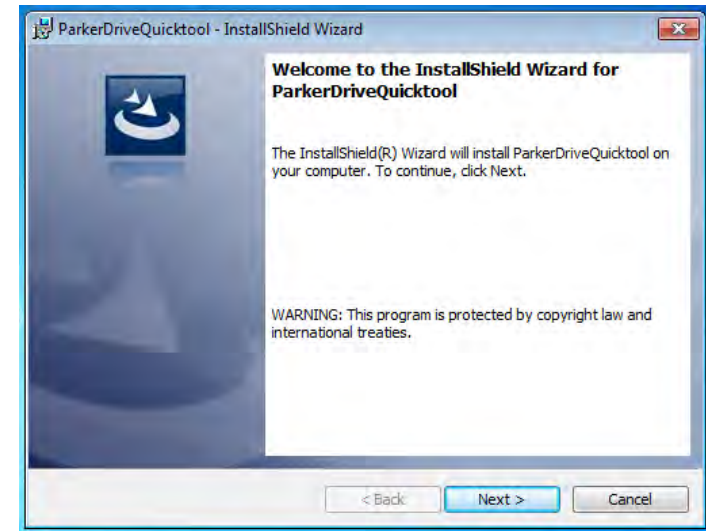 ParkerDriveQuicktool - InstallShield Wizard
Welcome to the InstallShield Wizard for
ParkerDriveQuicktool
The InstallShield(R) Wizard will install ParkerDriveQuicktool on
your computer. To continue, click Next.
WARNING: This program is protected by copyright law and
international treaties.
< Back
Next >
Cancel